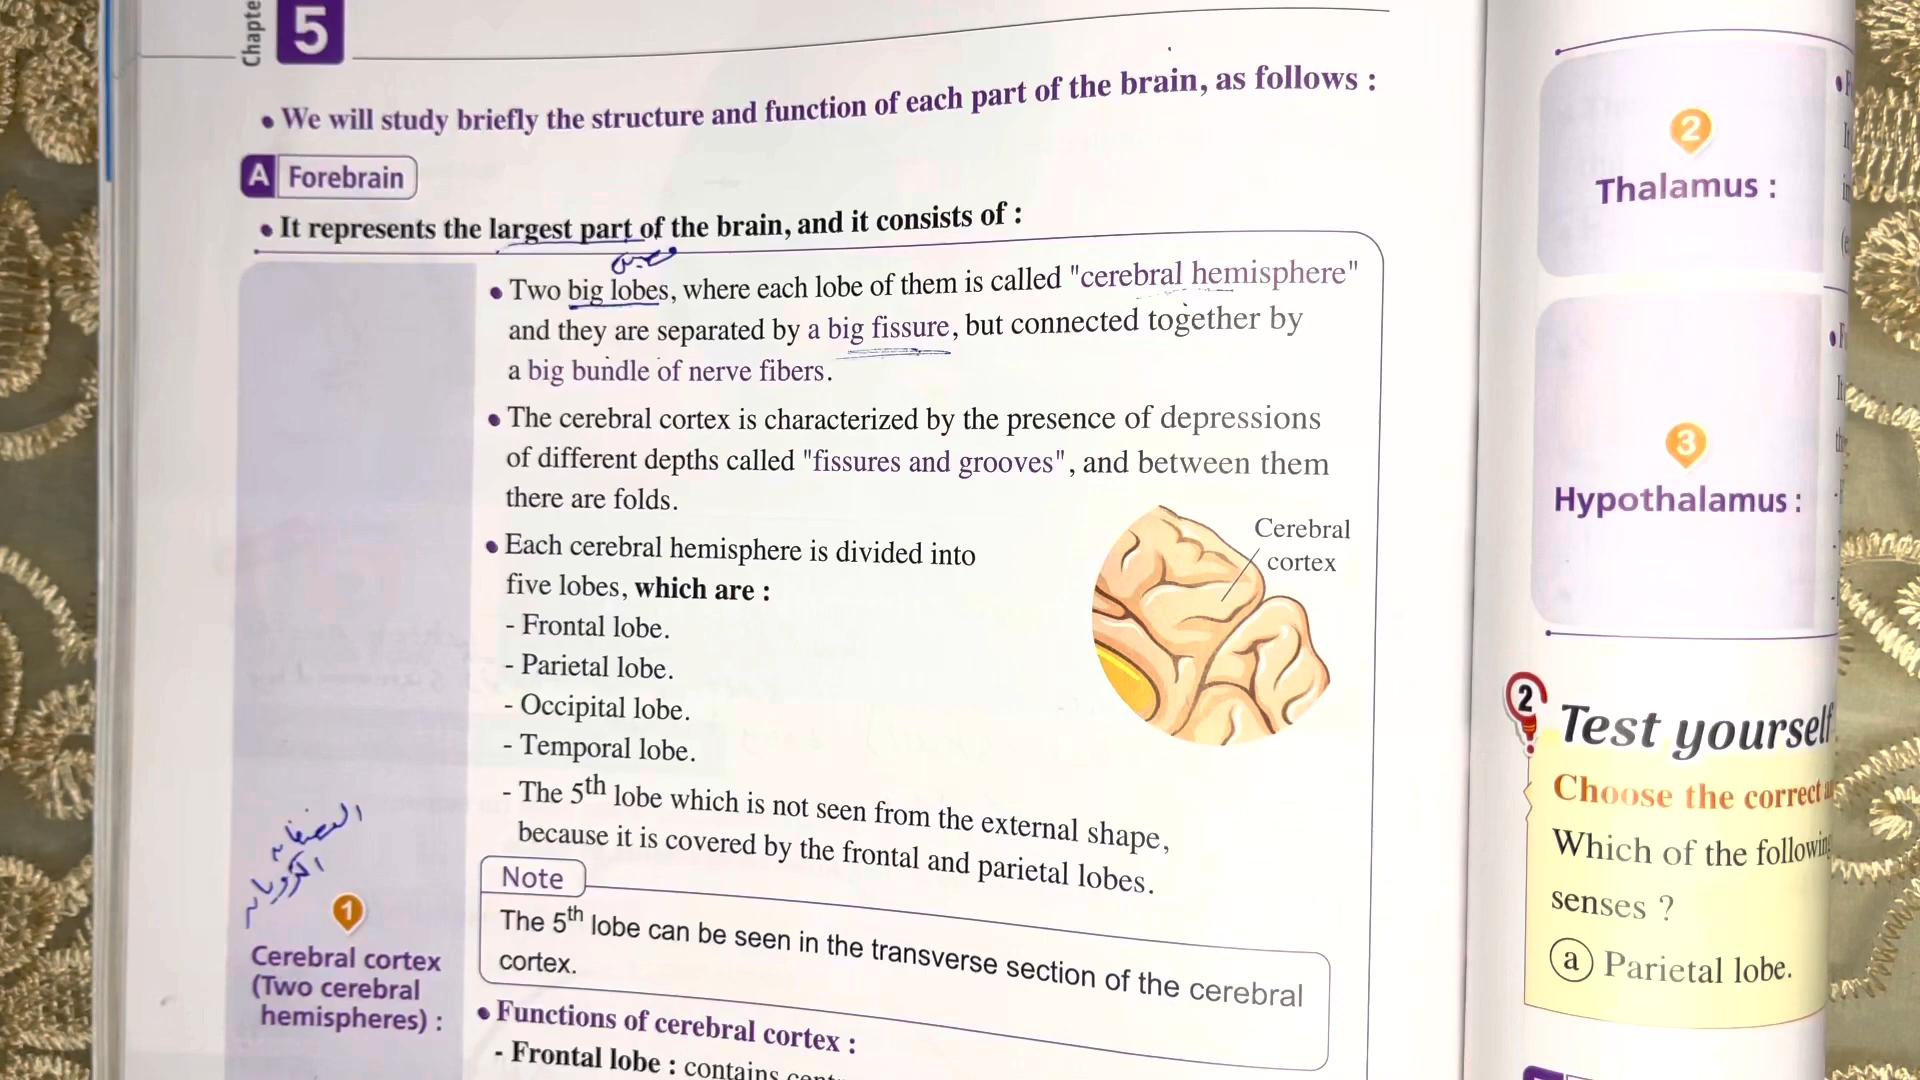 Chapte
5
• We will study briefly the structure and function of each part of the brain, as follows :
A Forebrain
• It represents the largest part of the brain, and it consists of :
• Two big lobes, where each lobe of them is called "cerebral hemisphere"
and they are separated by a big fissure, but connected together by
a big bundle of nerve fibers.
• The cerebral cortex is characterized by the presence of depressions
of different depths called "fissures and grooves", and between them
there are folds.
• Each cerebral hemisphere is divided into
five lobes, which are :
- Frontal lobe.
- Parietal lobe.
- Occipital lobe.
- Temporal lobe.
- The 5th lobe which is not seen from the external shape,
because it is covered by the frontal and parietal lobes.
Cerebral
cortex
Note
The 5th lobe can be seen in the transverse section of the cerebral
cortex.
1
Cerebral cortex
(Two cerebral
hemispheres) :
• Functions of cerebral cortex :
- Frontal lobe : contains
2
Thalamus :
3
Hypothalamus :
2
Test yourself
Choose the correct
Which of the following
senses ?
a Parietal lobe.